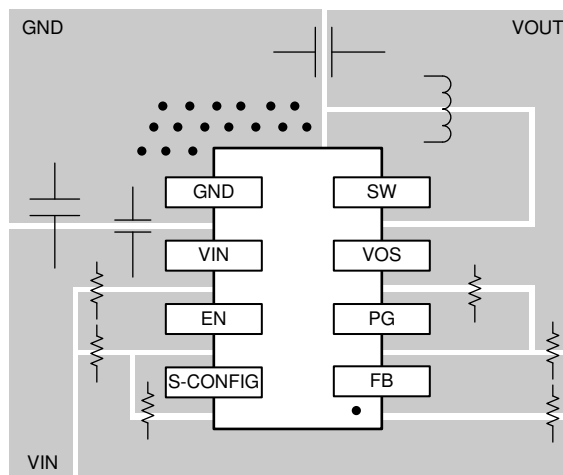 GND
VOUT
GND
SW
VIN
VOS
EN
PG
S-CONFIG
FB
VIN